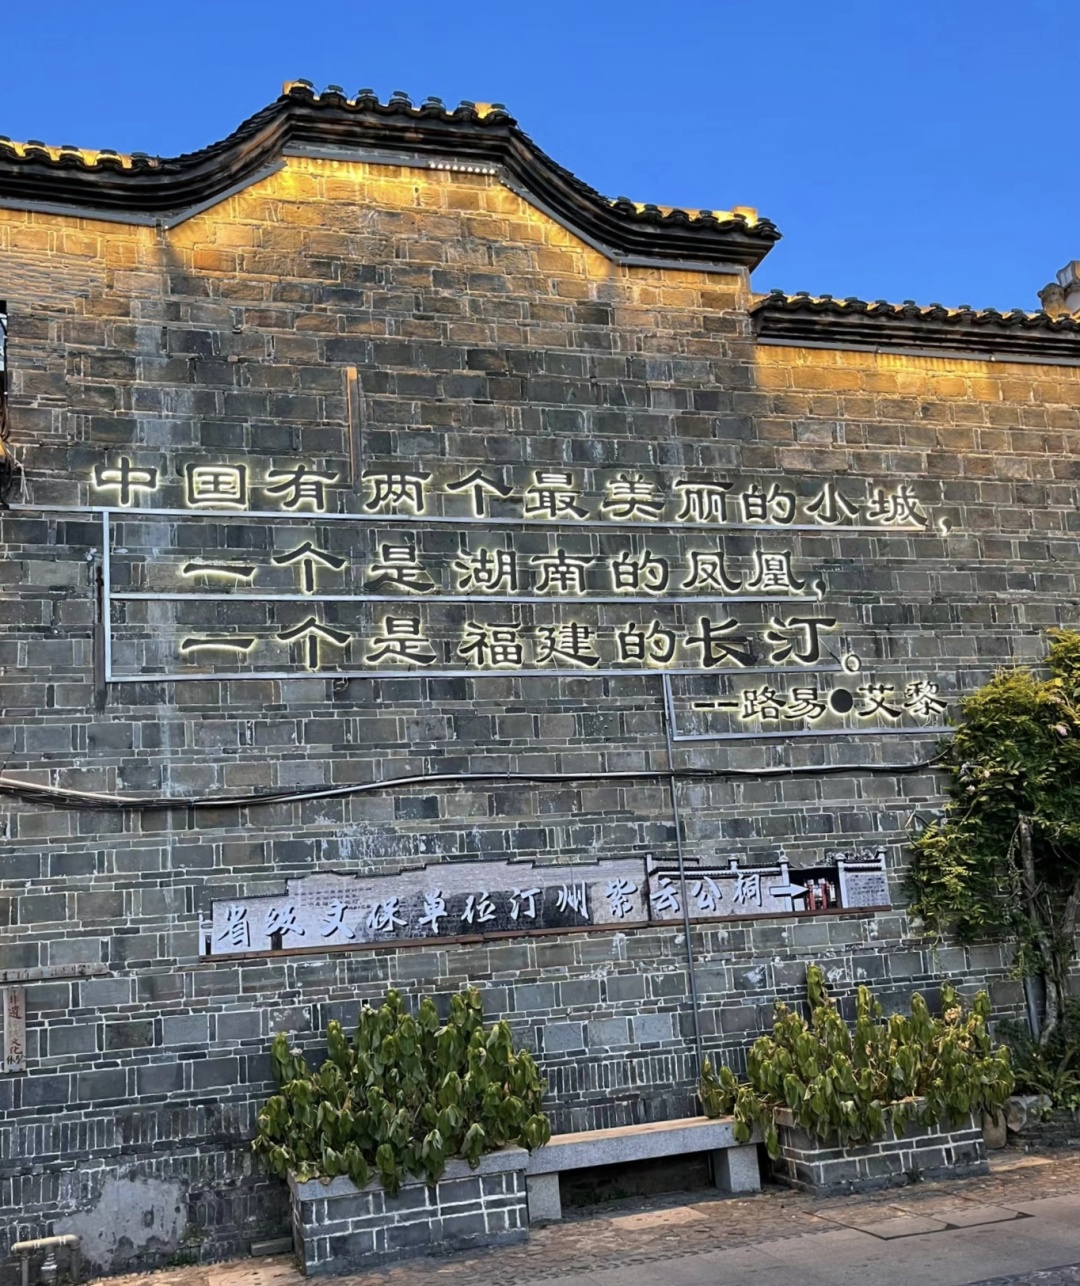 中国有两个最美丽的小城,
一个是湖南的凤凰,
一个是福建的长汀。
—路易●艾黎
省级文保单位汀州紫云公祠→